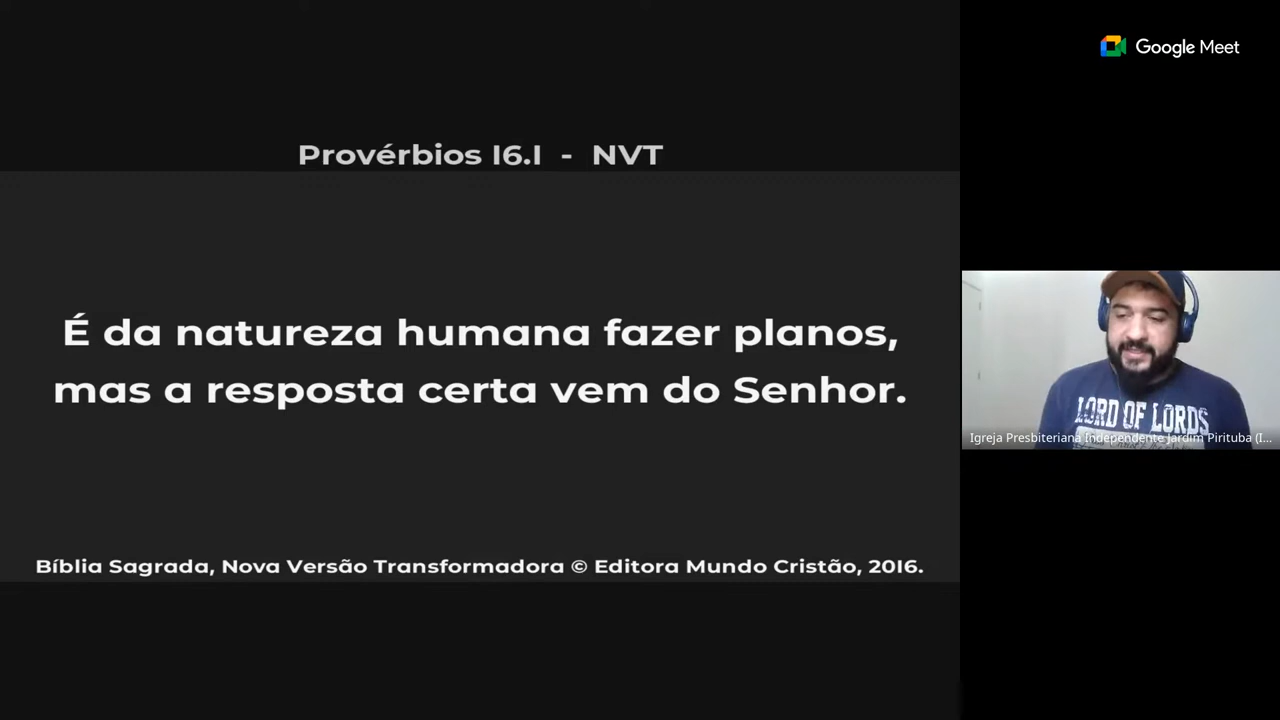 Provérbios 16.1 - NVT
É da natureza humana fazer planos,
mas a resposta certa vem do Senhor.
Bíblia Sagrada, Nova Versão Transformadora © Editora Mundo Cristão, 2016.
Google Meet
LORD OF LORDS
Igreja Presbiteriana Independente Jardim Pirituba (I...